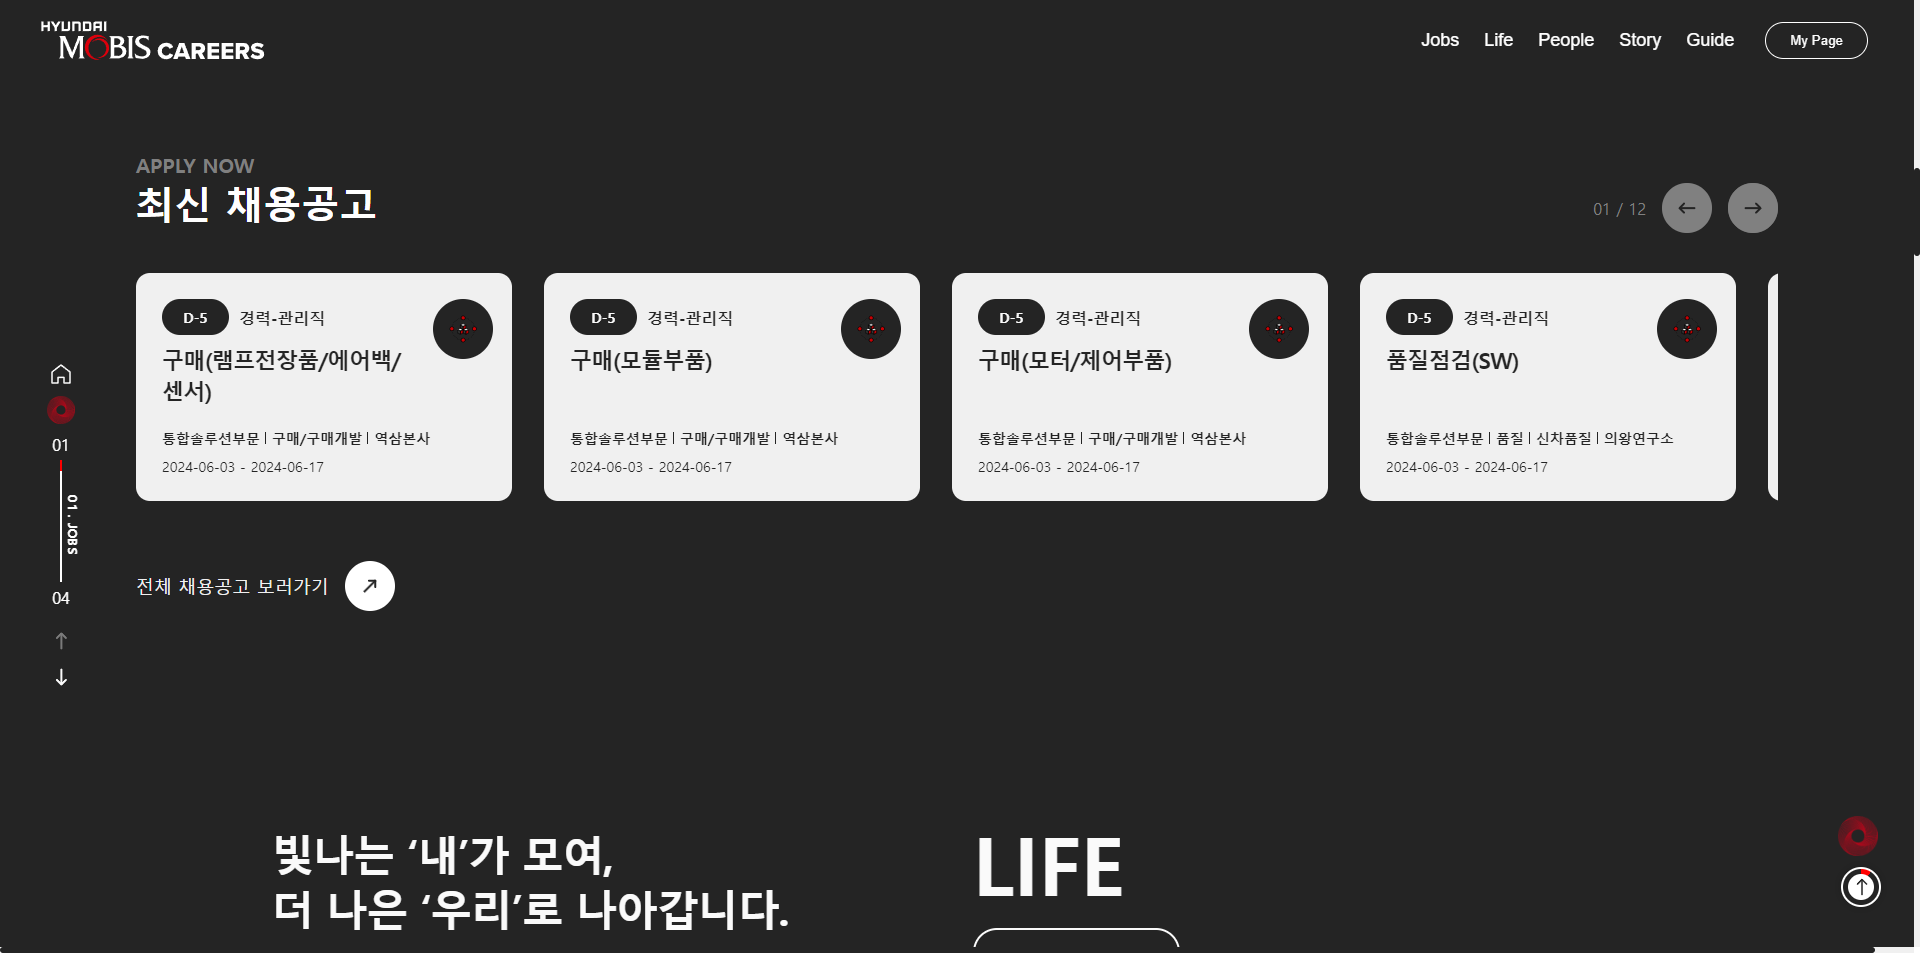 HYUNDAI
MOBIS CAREERS
Jobs Life People Story Guide My Page
APPLY NOW
최신 채용공고
01 / 12
D-5 경력-관리직
구매(램프전장품/에어백/
센서)
통합솔루션부문 | 구매/구매개발 | 역삼본사
2024-06-03 - 2024-06-17
D-5 경력-관리직
구매(모듈부품)
통합솔루션부문 | 구매/구매개발 | 역삼본사
2024-06-03 - 2024-06-17
D-5 경력-관리직
구매(모터/제어부품)
통합솔루션부문 | 구매/구매개발 | 역삼본사
2024-06-03 - 2024-06-17
D-5 경력-관리직
품질점검(SW)
통합솔루션부문 | 품질 | 신차품질 | 의왕연구소
2024-06-03 - 2024-06-17
01
01. JOBS
04
전체 채용공고 보러가기
빛나는 ‘내’가 모여,
더 나은 ‘우리’로 나아갑니다.
LIFE